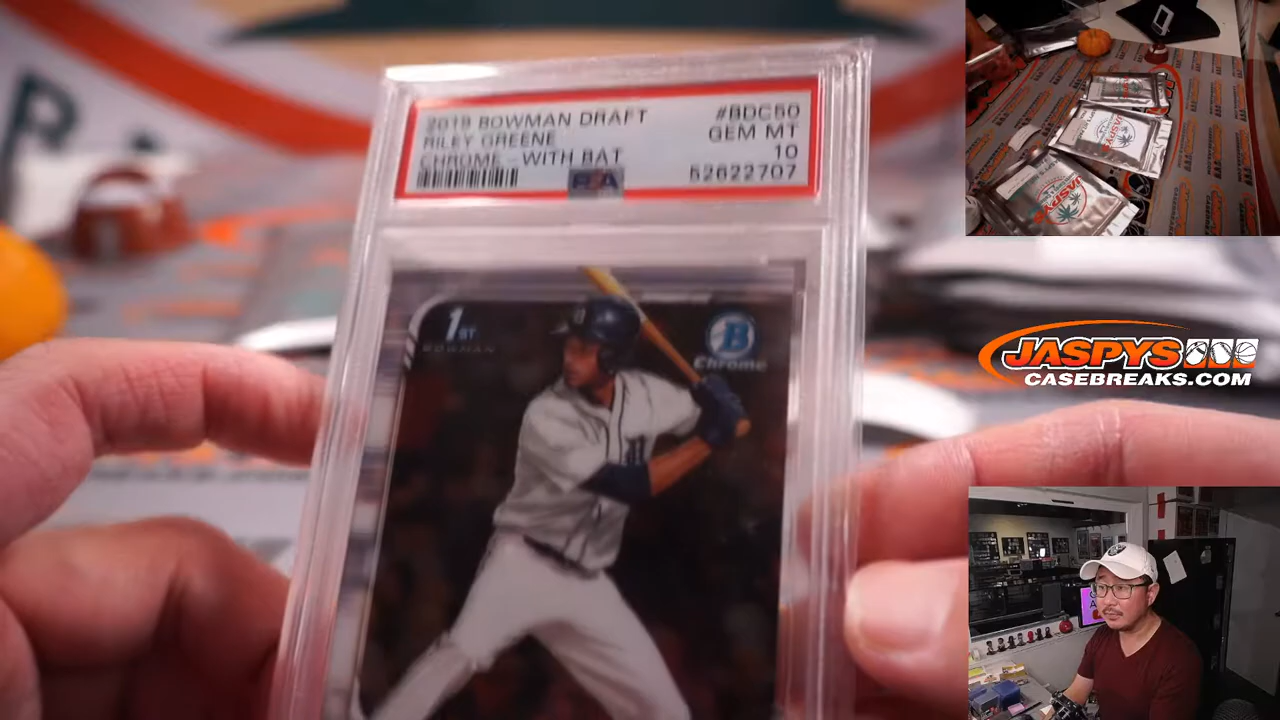 2019 BOWMAN DRAFT
#BDC50
RILEY GREENE
GEM MT
CHROME - WITH BAT
10
PSA
52622707
1ST
BOWMAN
B
Chrome
JASPYS
CASEBREAKS.COM
JASPYS